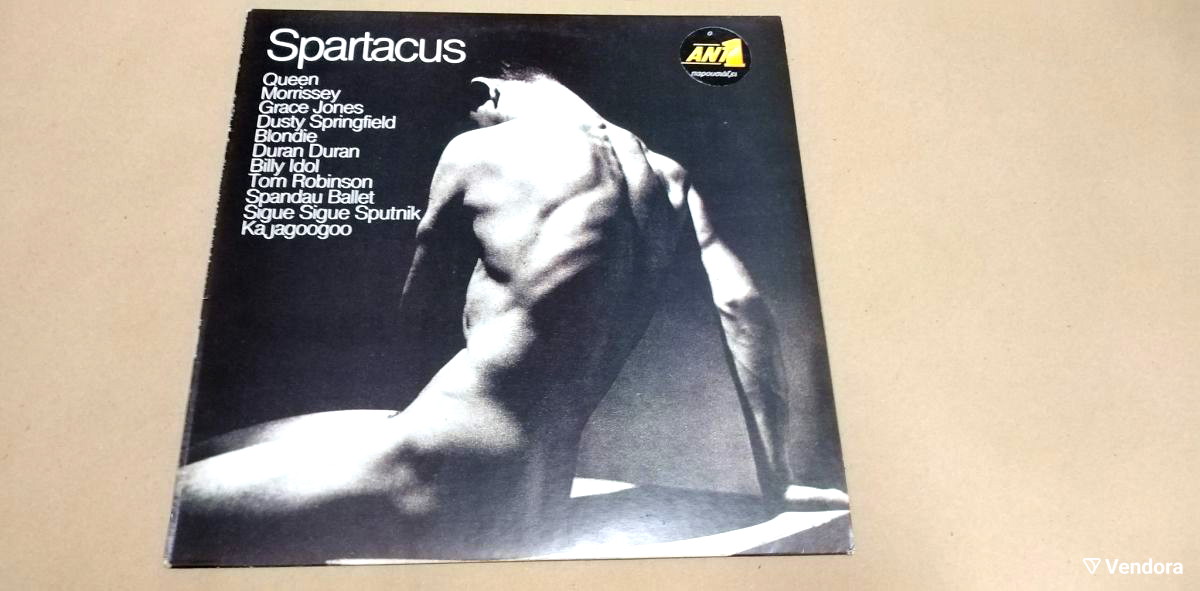 Spartacus
Queen
Morrissey
Grace Jones
Dusty Springfield
Blondie
Duran Duran
Billy Idol
Tom Robinson
Spandau Ballet
Sigue Sigue Sputnik
Kajagoogoo
ANT1
παρουσιάζει
Vendora